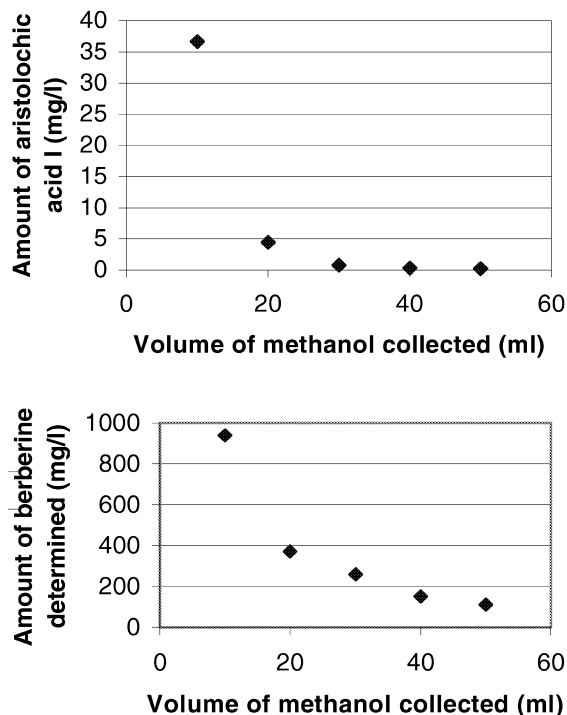 Amount of aristolochic
acid I (mg/l)
40
35
30
25
20
15
10
5
0
0 20 40 60
Volume of methanol collected (ml)
Amount of berberine
determined (mg/l)
1000
800
600
400
200
0
0 20 40 60
Volume of methanol collected (ml)